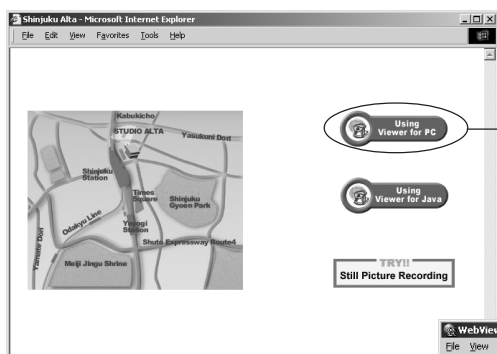 Shinjuku Alta - Microsoft Internet Explorer
File Edit View Favorites Tools Help
Kabukicho
STUDIO ALTA
Yasukuni Dori
Shinjuku
Station
Times
Square
Shinjuku
Gyoen Park
Odakyu Line
Yoyogi
Station
Yamate Dori
Shuto Expressway Route4
Meiji Jingu Shrine
Using
Viewer for PC
Using
Viewer for Java
TRY!!
Still Picture Recording
WebView
File View